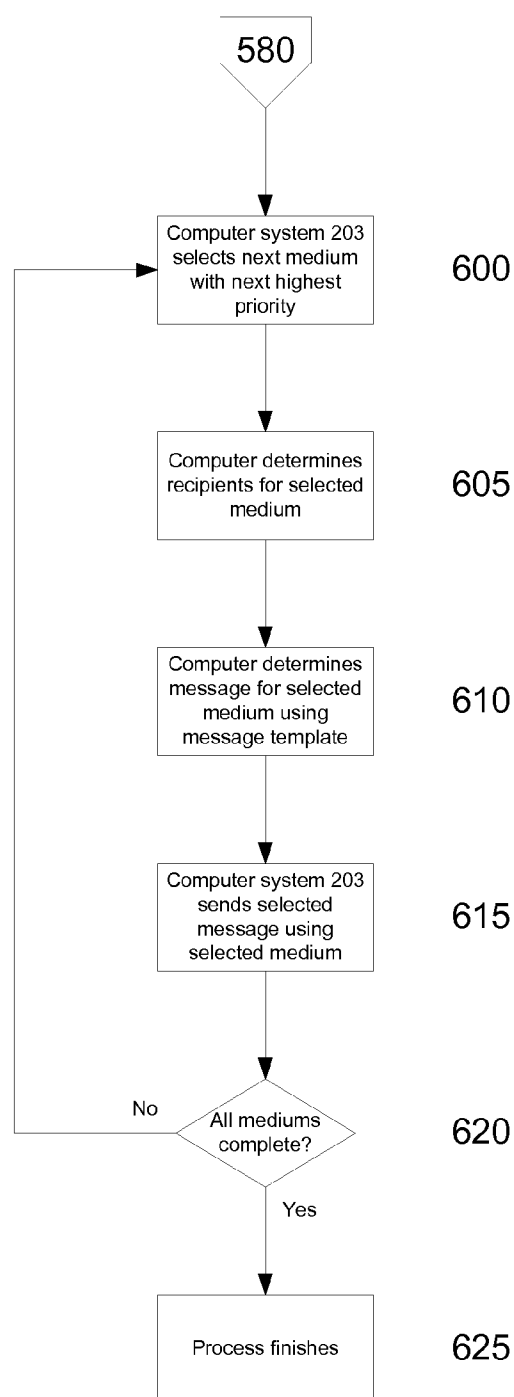 580
Computer system 203
selects next medium
with next highest
priority
600
Computer determines
recipients for selected
medium
605
Computer determines
message for selected
medium using
message template
610
Computer system 203
sends selected
message using
selected medium
615
No
All mediums
complete?
620
Yes
Process finishes
625